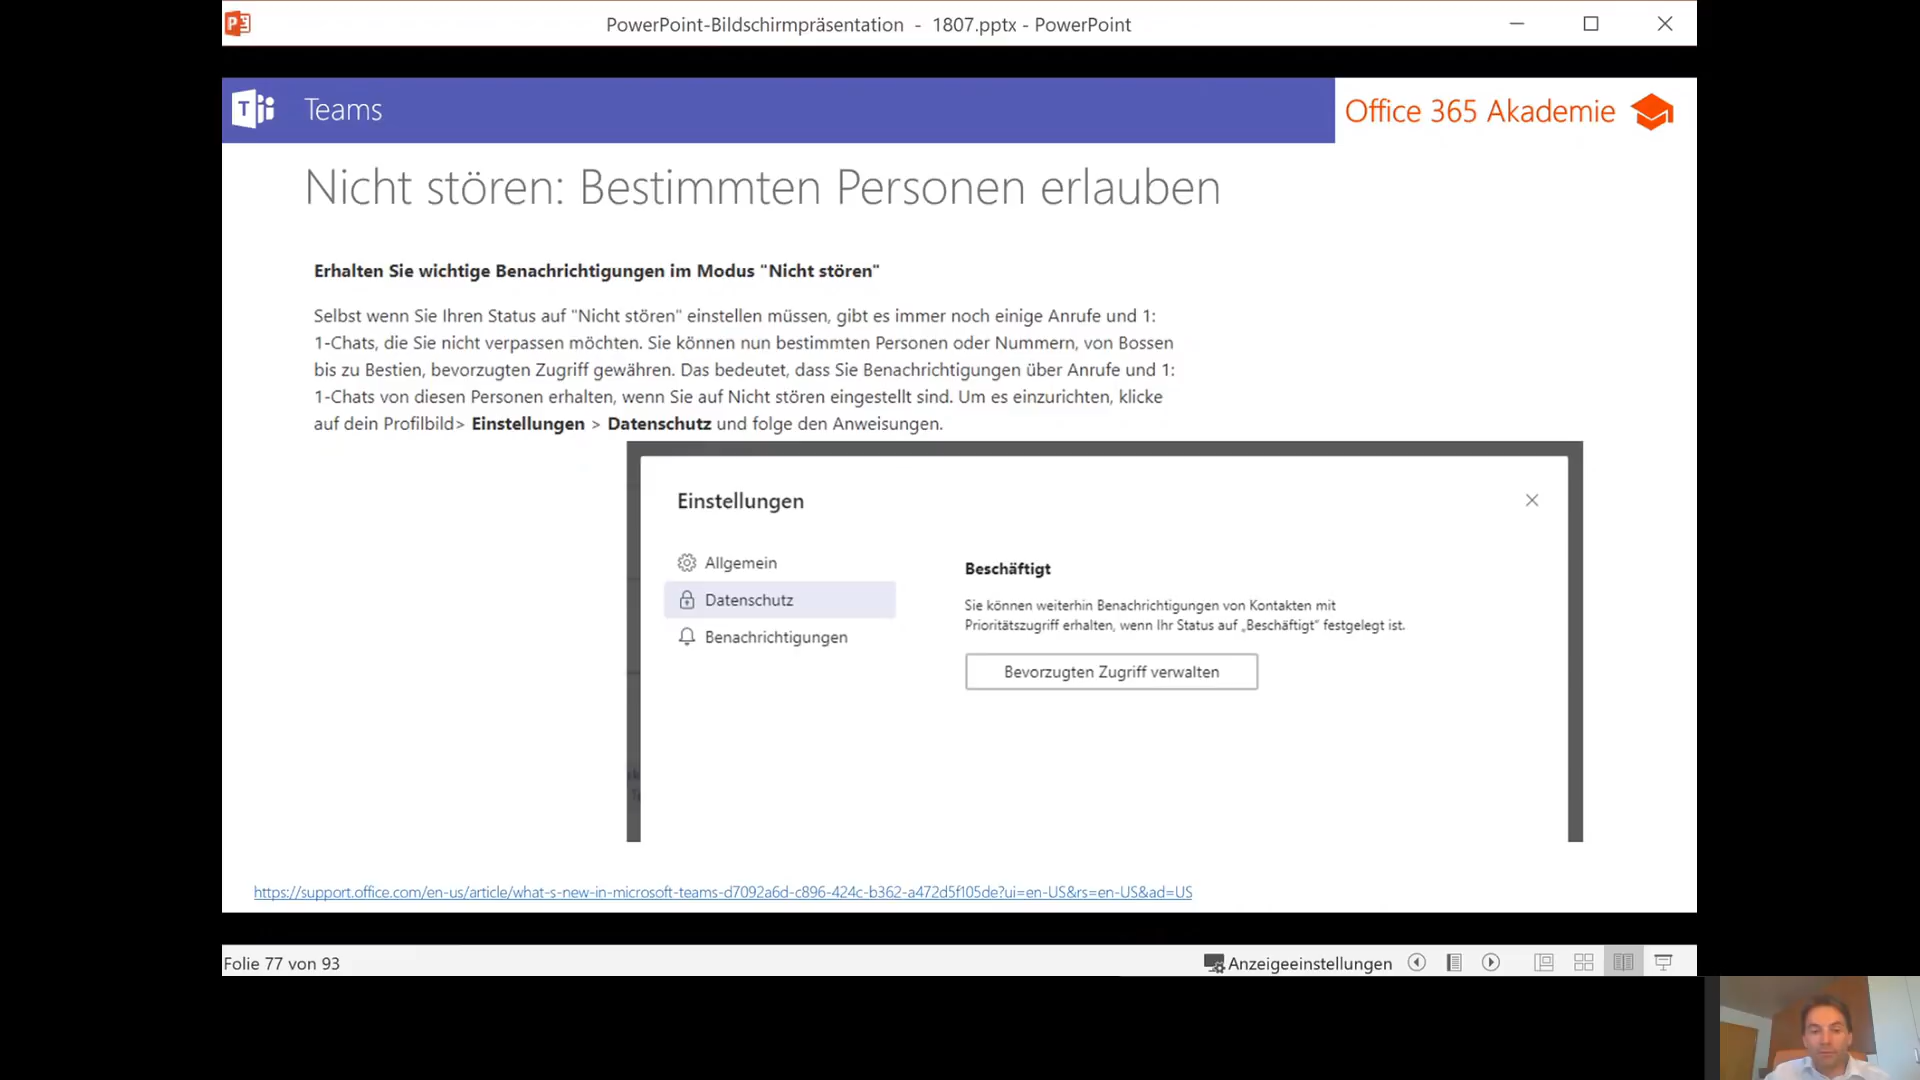 PowerPoint-Bildschirmpräsentation - 1807.pptx - PowerPoint
Teams
Office 365 Akademie
Nicht stören: Bestimmten Personen erlauben
Erhalten Sie wichtige Benachrichtigungen im Modus "Nicht stören"
Selbst wenn Sie Ihren Status auf "Nicht stören" einstellen müssen, gibt es immer noch einige Anrufe und 1:
1-Chats, die Sie nicht verpassen möchten. Sie können nun bestimmten Personen oder Nummern, von Bossen
bis zu Bestien, bevorzugten Zugriff gewähren. Das bedeutet, dass Sie Benachrichtigungen über Anrufe und 1:
1-Chats von diesen Personen erhalten, wenn Sie auf Nicht stören eingestellt sind. Um es einzurichten, klicke
auf dein Profilbild> Einstellungen > Datenschutz und folge den Anweisungen.
Einstellungen
Allgemein
Datenschutz
Benachrichtigungen
Beschäftigt
Sie können weiterhin Benachrichtigungen von Kontakten mit
Prioritätszugriff erhalten, wenn Ihr Status auf „Beschäftigt" festgelegt ist.
Bevorzugten Zugriff verwalten
https://support.office.com/en-us/article/what-s-new-in-microsoft-teams-d7092a6d-c896-424c-b362-a472d5f105de?ui=en-US&rs=en-US&ad=US
Folie 77 von 93
Anzeigeeinstellungen